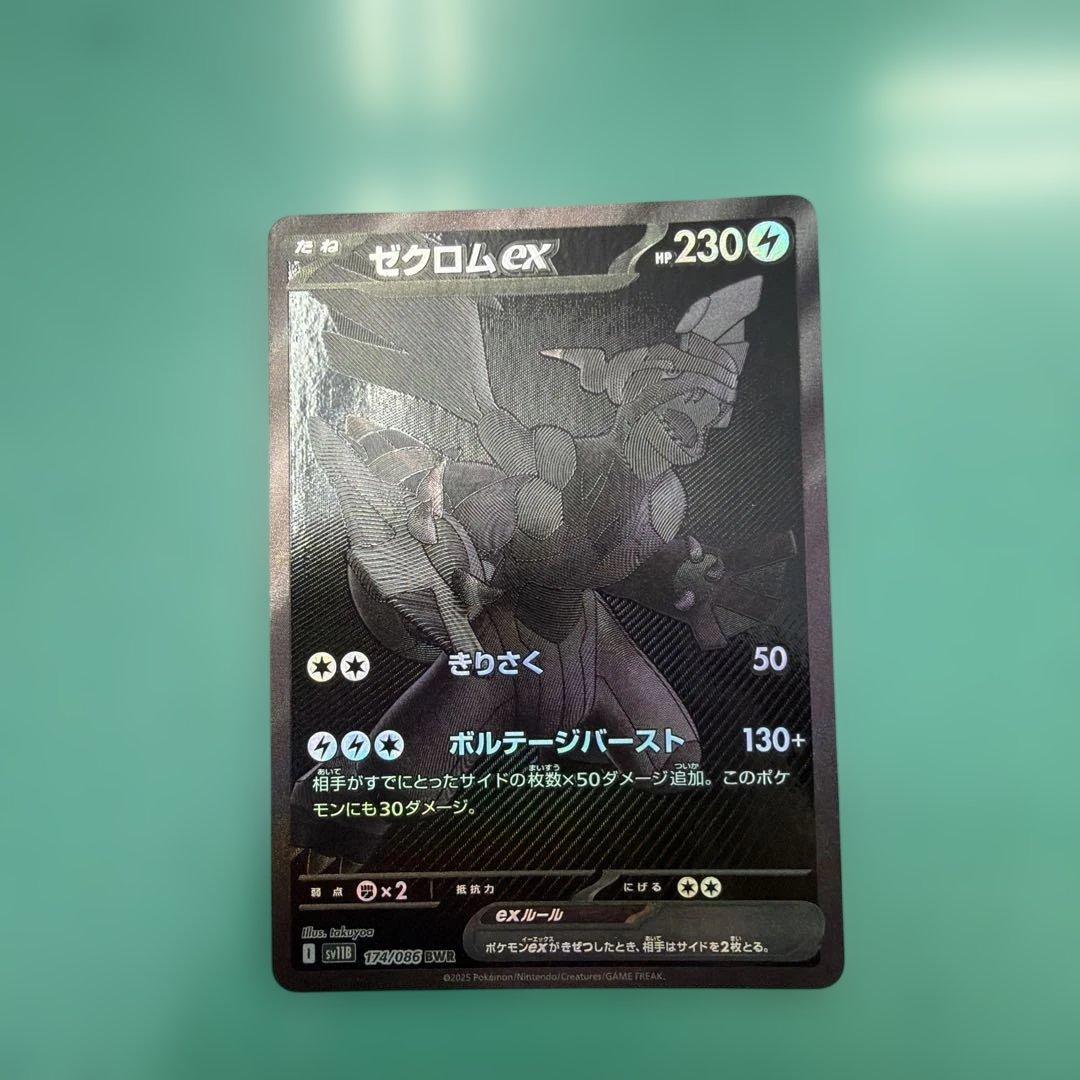 たね ゼクロムex HP 230
きりさく 50
ボルテージバースト 130+
相手がすでにとったサイドの枚数×50ダメージ追加。このポケ
モンにも30ダメージ。
弱点 ×2 抵抗力 にげる
exルール
ポケモンexがきぜつしたとき、相手はサイドを2枚とる。
Illus. takuyoa
I sv11B 174/086 BWR
©2025 Pokémon/Nintendo/Creatures/GAME FREAK.